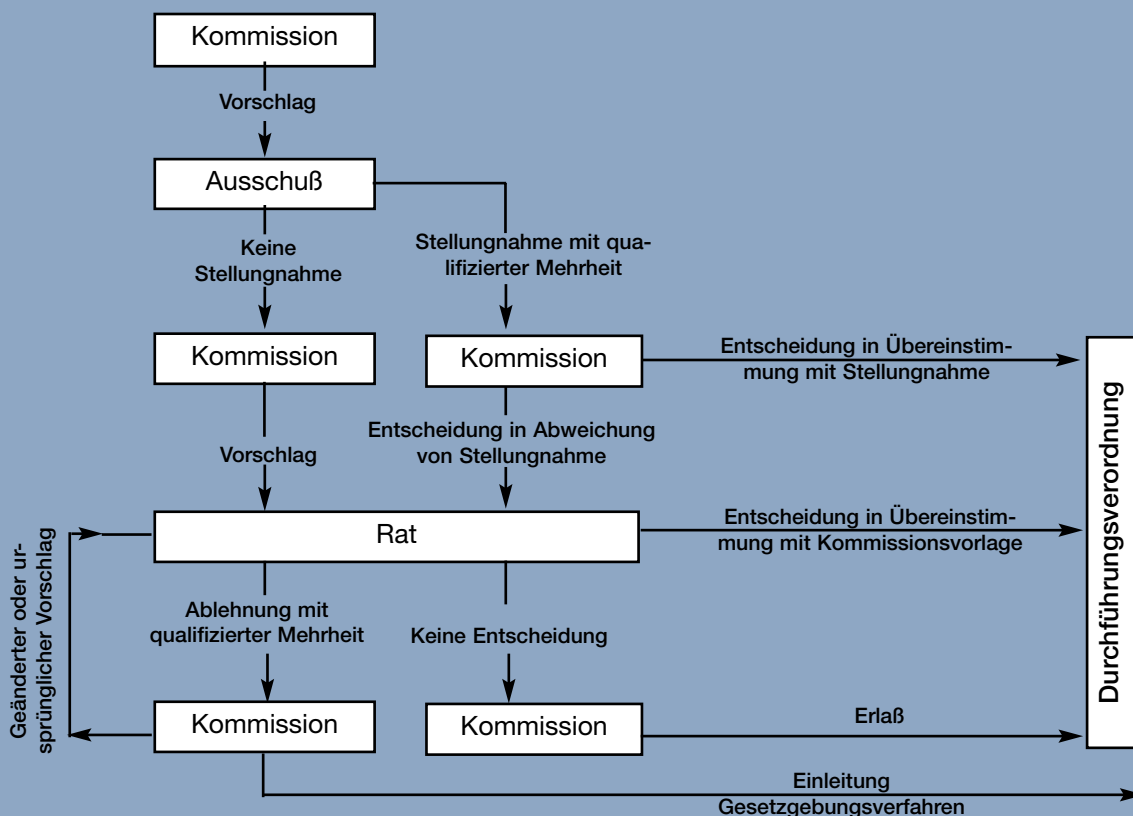 Kommission
Vorschlag
Ausschuß
Keine
Stellungnahme
Stellungnahme mit qua-
lifizierter Mehrheit
Kommission
Kommission
Entscheidung in Übereinstim-
mung mit Stellungnahme
Vorschlag
Entscheidung in Abweichung
von Stellungnahme
Rat
Entscheidung in Übereinstim-
mung mit Kommissionsvorlage
Durchführungsverordnung
Geänderter oder ur-
sprünglicher Vorschlag
Ablehnung mit
qualifizierter Mehrheit
Keine Entscheidung
Kommission
Kommission
Erlaß
Einleitung
Gesetzgebungsverfahren